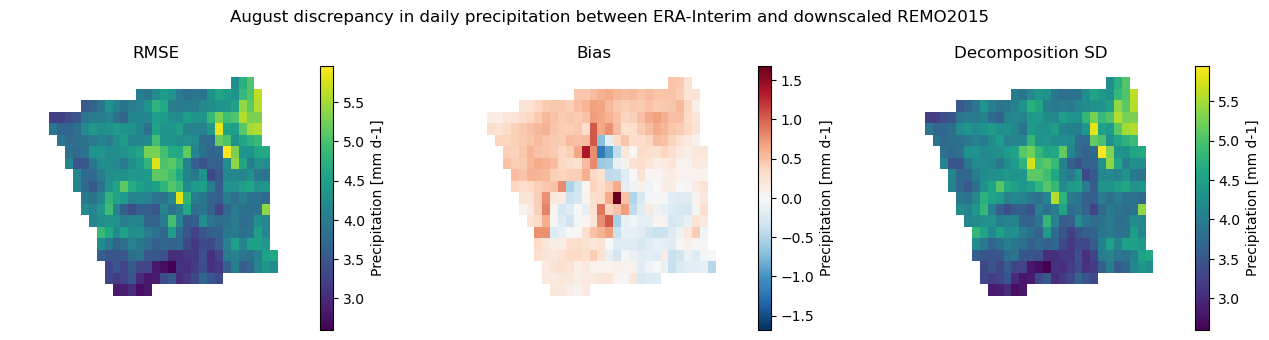 August discrepancy in daily precipitation between ERA-Interim and downscaled REMO2015
RMSE
5.5
5.0
4.5
4.0
3.5
3.0
Precipitation [mm d-1]
Bias
1.5
1.0
0.5
0.0
−0.5
−1.0
−1.5
Precipitation [mm d-1]
Decomposition SD
5.5
5.0
4.5
4.0
3.5
3.0
Precipitation [mm d-1]